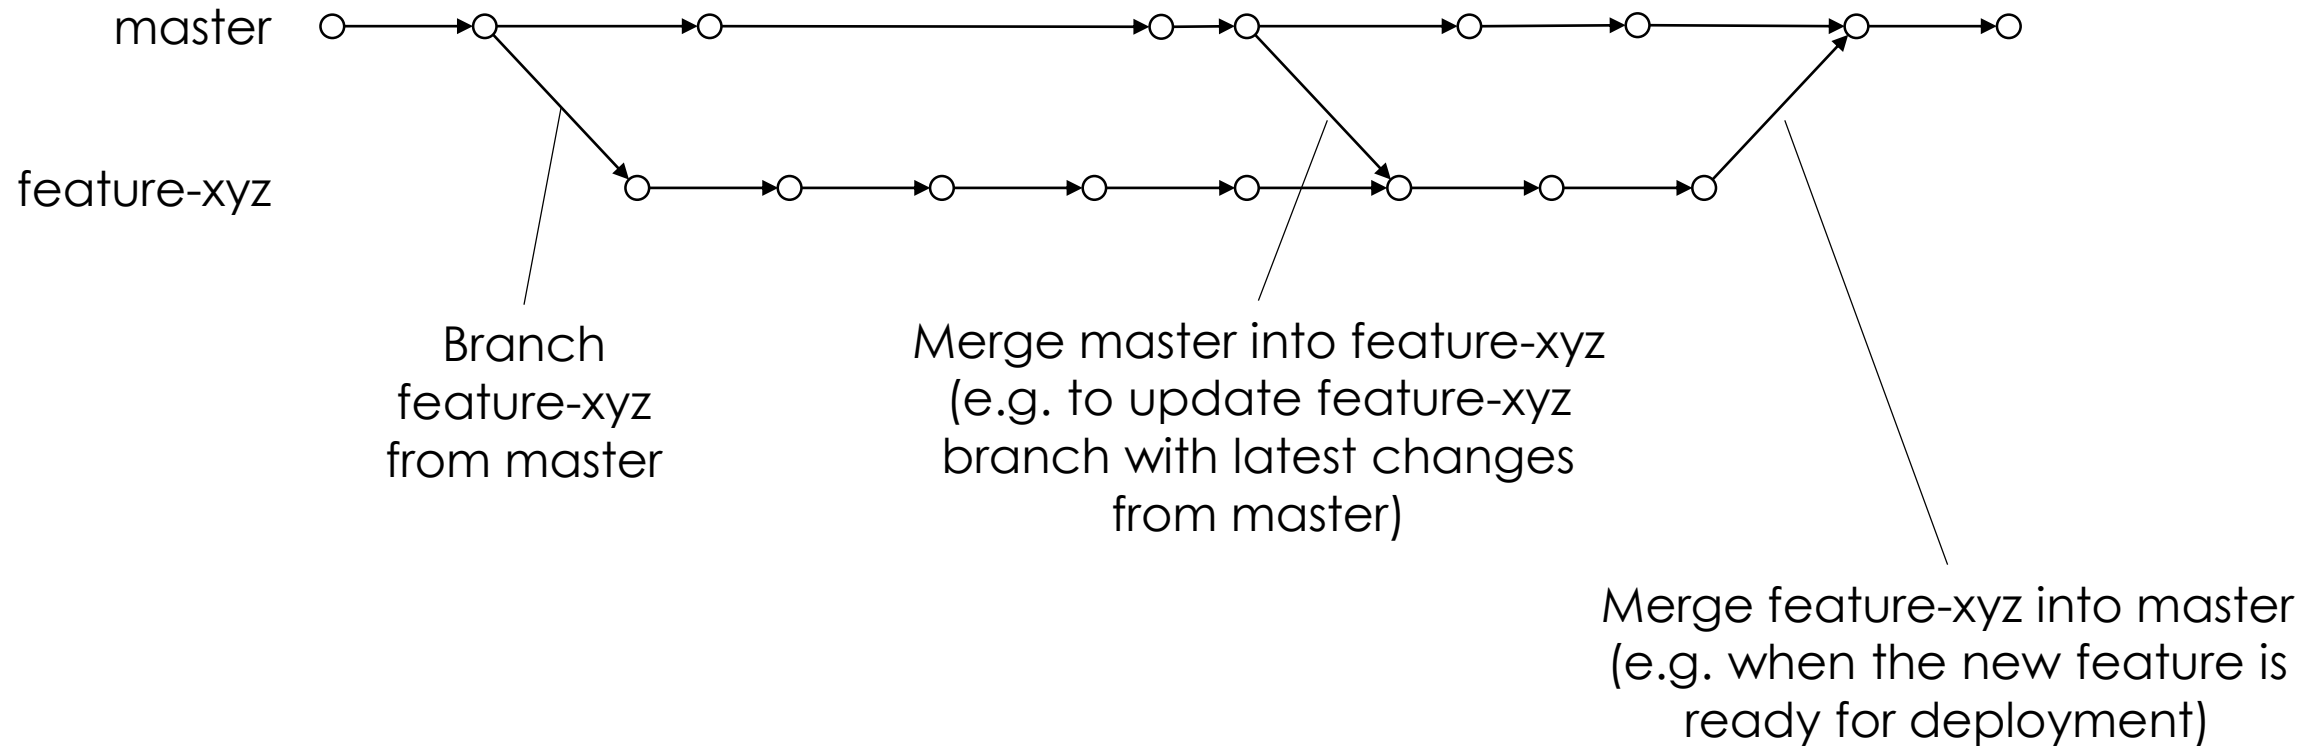 master
feature-xyz
Branch
feature-xyz
from master
Merge master into feature-xyz
(e.g. to update feature-xyz
branch with latest changes
from master)
Merge feature-xyz into master
(e.g. when the new feature is
ready for deployment)